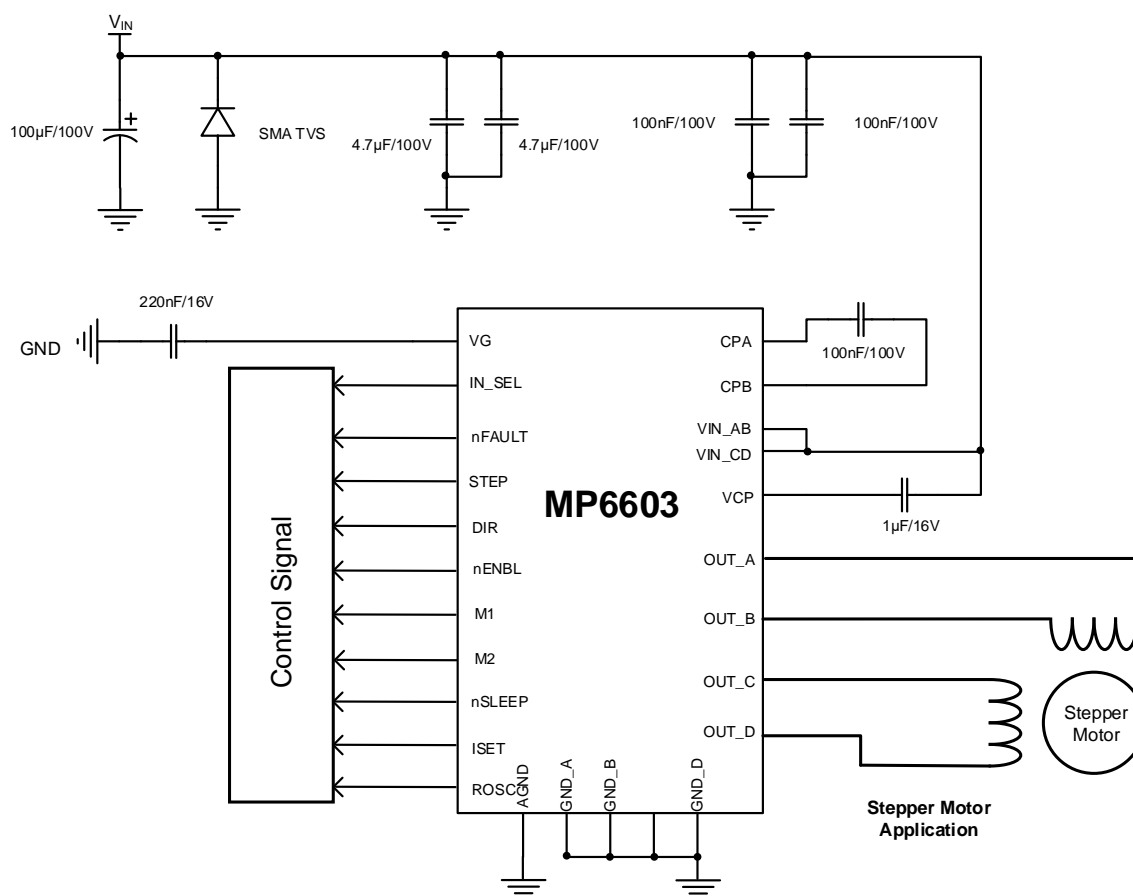 VIN
100µF/100V
+
SMA TVS
4.7µF/100V
4.7µF/100V
100nF/100V
100nF/100V
220nF/16V
GND
VG
IN_SEL
nFAULT
STEP
DIR
nENBL
M1
M2
nSLEEP
ISET
ROSC
Control Signal
MP6603
CPA
100nF/100V
CPB
VIN_AB
VIN_CD
VCP
1µF/16V
OUT_A
OUT_B
OUT_C
OUT_D
AGND
GND_A
GND_B
GND_D
Stepper
Motor
Stepper Motor
Application